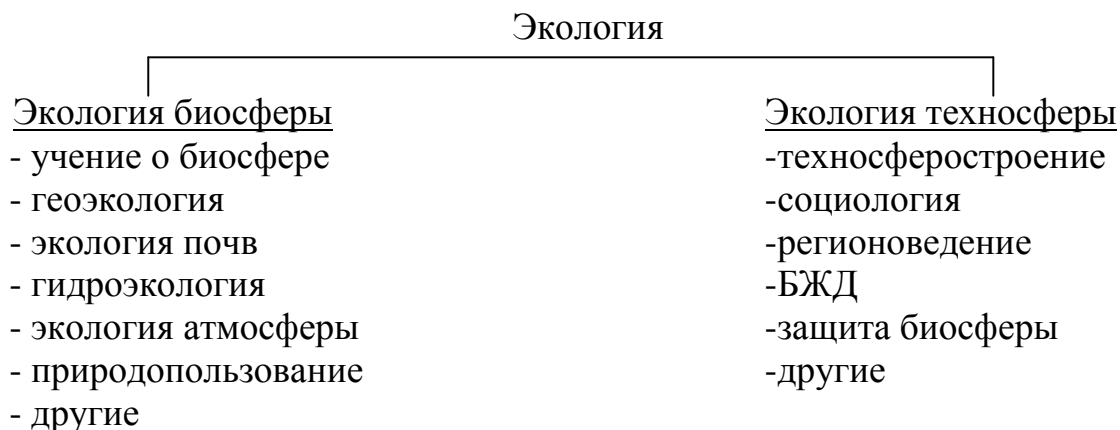 Экология
Экология биосферы
- учение о биосфере
- геоэкология
- экология почв
- гидроэкология
- экология атмосферы
- природопользование
- другие
Экология техносферы
-техносферостроение
-социология
-регионоведение
-БЖД
-защита биосферы
-другие